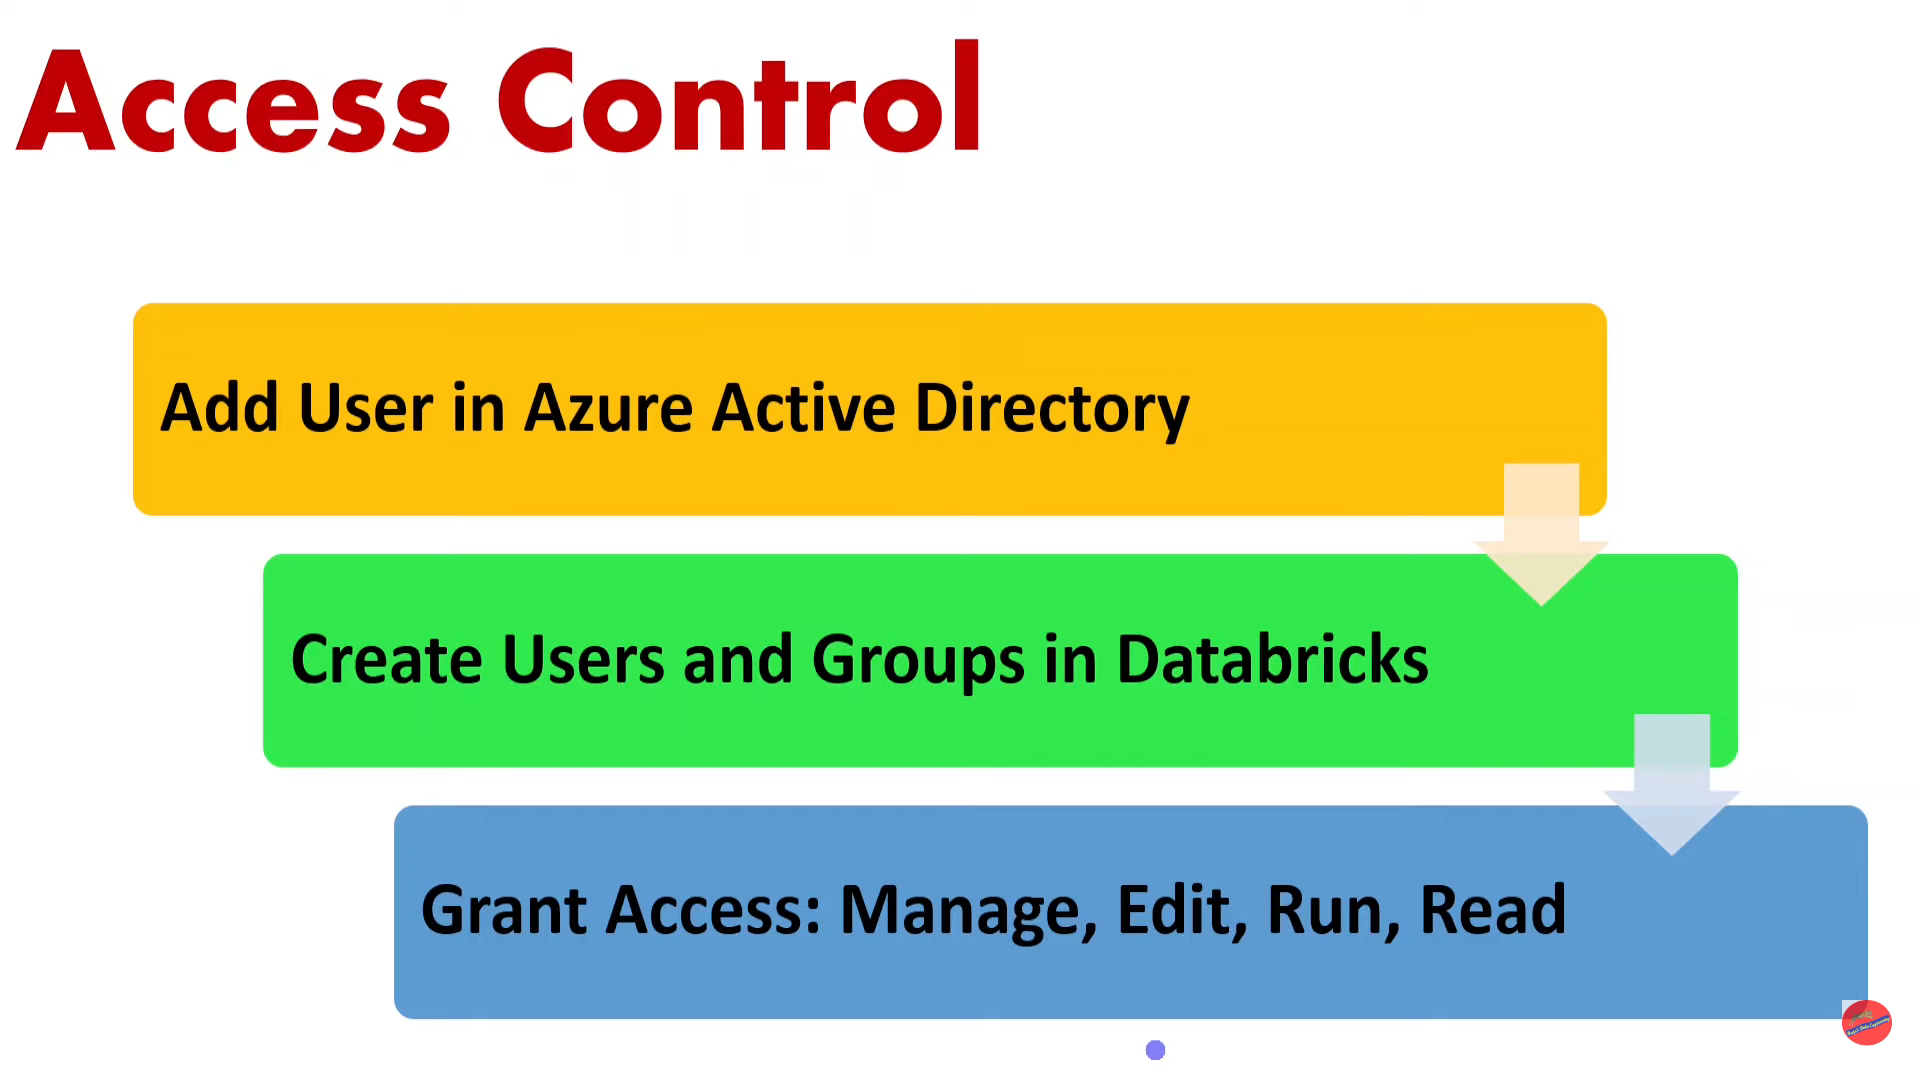 Access Control
Add User in Azure Active Directory
Create Users and Groups in Databricks
Grant Access: Manage, Edit, Run, Read